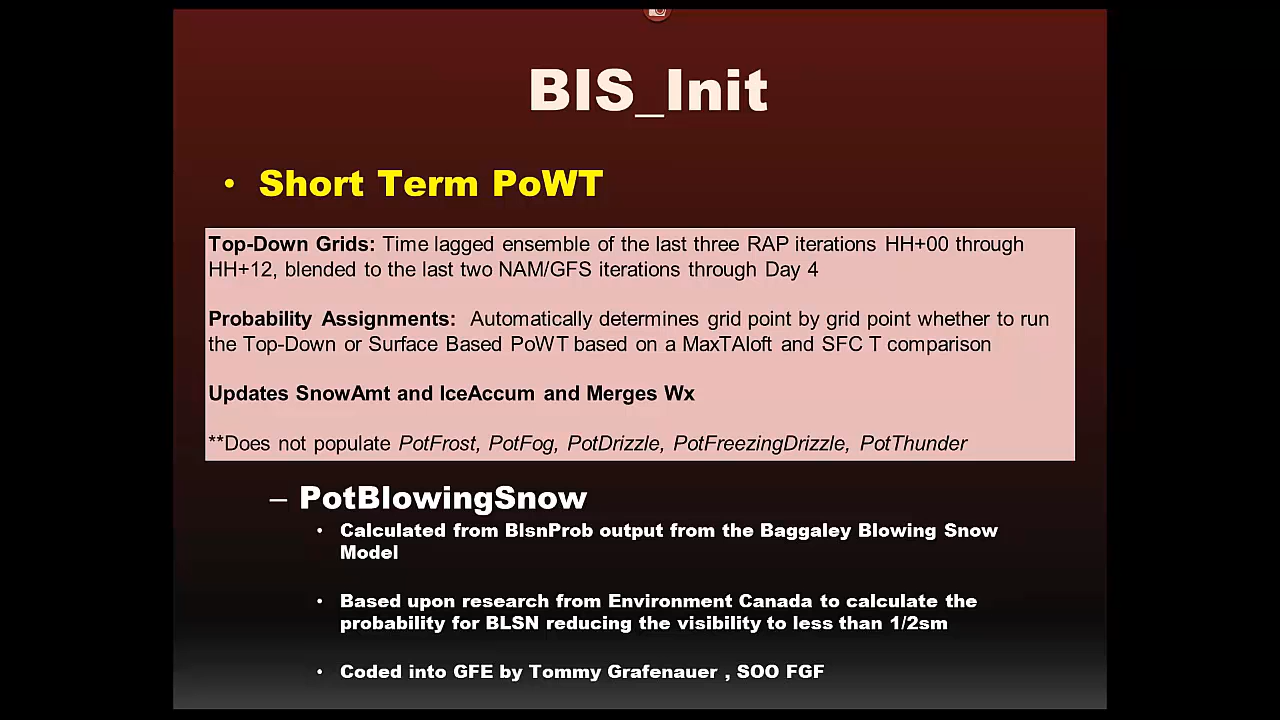 BIS_Init
• Short Term PoWT
Top-Down Grids: Time lagged ensemble of the last three RAP iterations HH+00 through
HH+12, blended to the last two NAM/GFS iterations through Day 4
Probability Assignments: Automatically determines grid point by grid point whether to run
the Top-Down or Surface Based PoWT based on a MaxTAloft and SFC T comparison
Updates SnowAmt and IceAccum and Merges Wx
**Does not populate PotFrost, PotFog, PotDrizzle, PotFreezingDrizzle, PotThunder
– PotBlowingSnow
• Calculated from BlsnProb output from the Baggaley Blowing Snow
Model
• Based upon research from Environment Canada to calculate the
probability for BLSN reducing the visibility to less than 1/2sm
• Coded into GFE by Tommy Grafenauer , SOO FGF